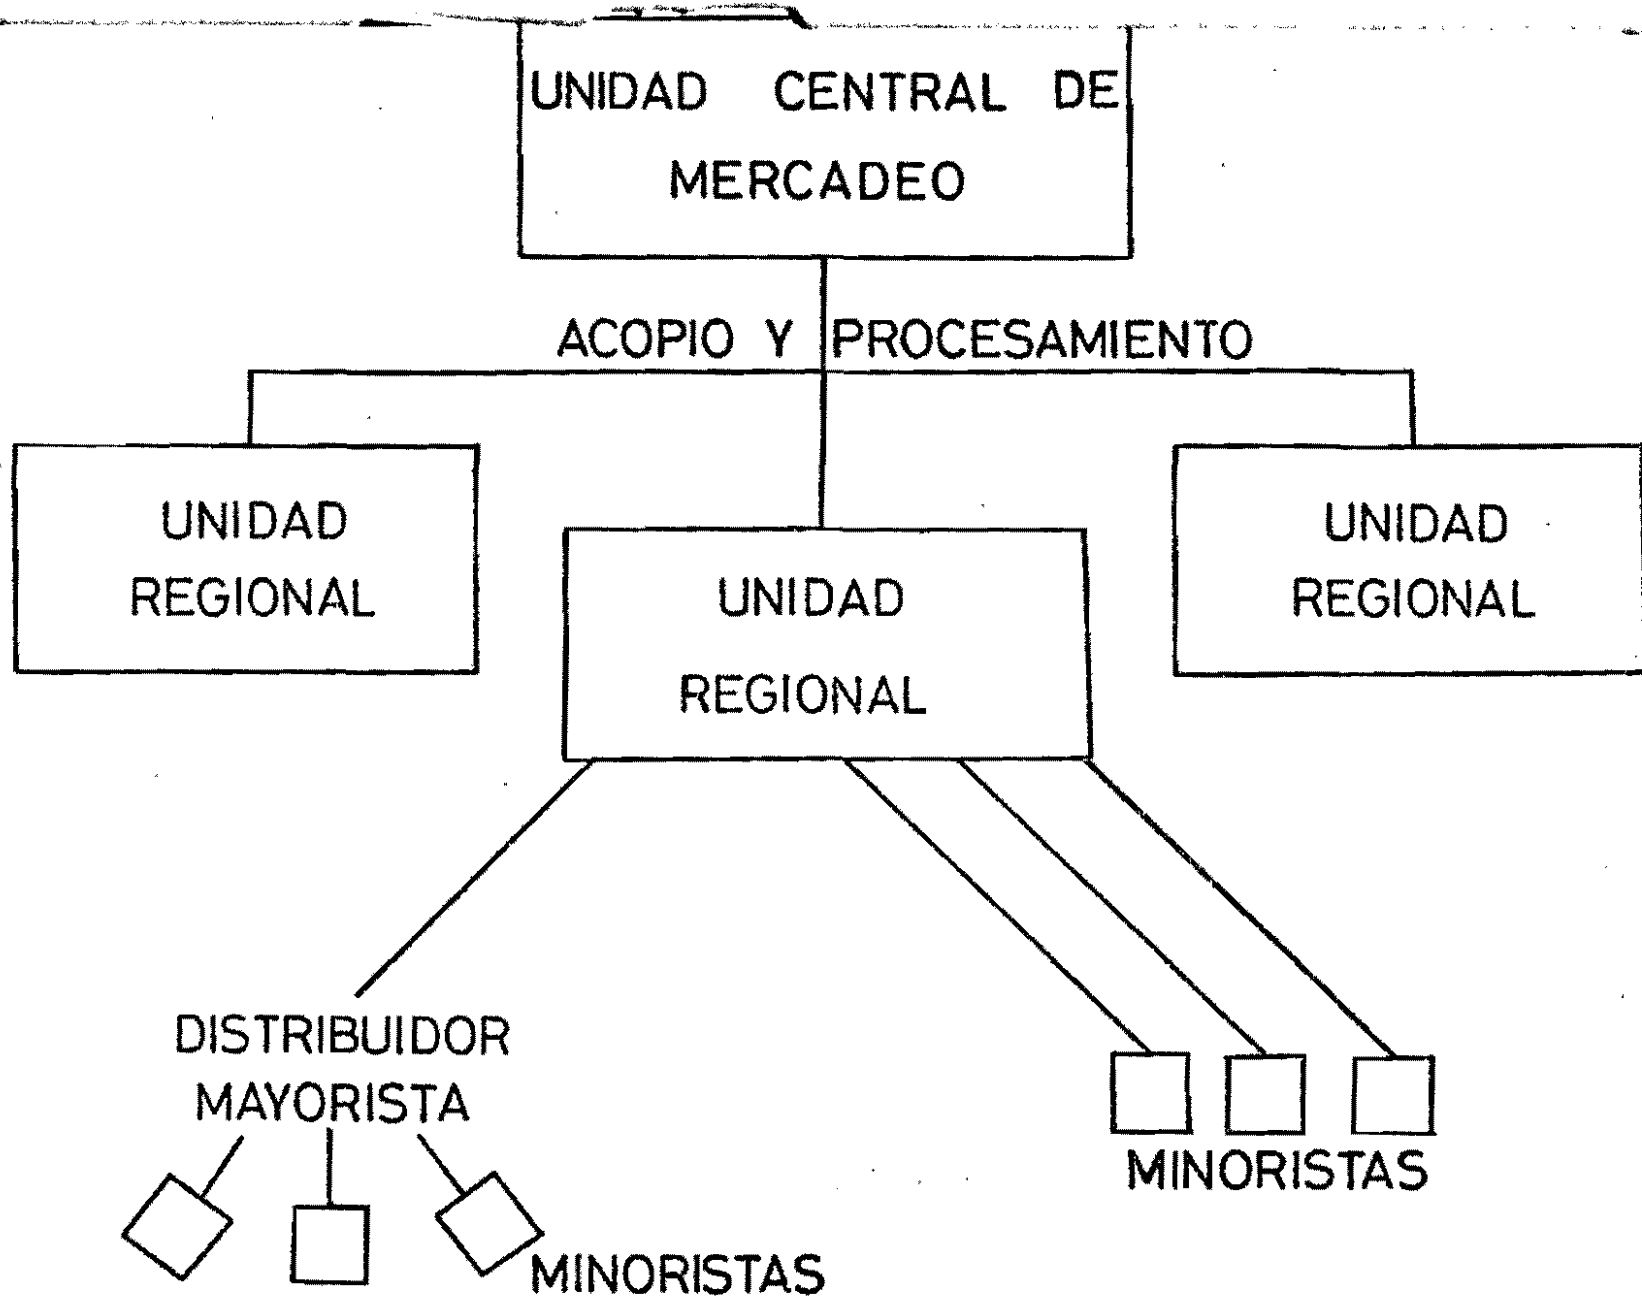 UNIDAD CENTRAL DE
MERCADEO
ACOPIO Y PROCESAMIENTO
UNIDAD
REGIONAL
UNIDAD
REGIONAL
UNIDAD
REGIONAL
DISTRIBUIDOR
MAYORISTA
MINORISTAS
MINORISTAS